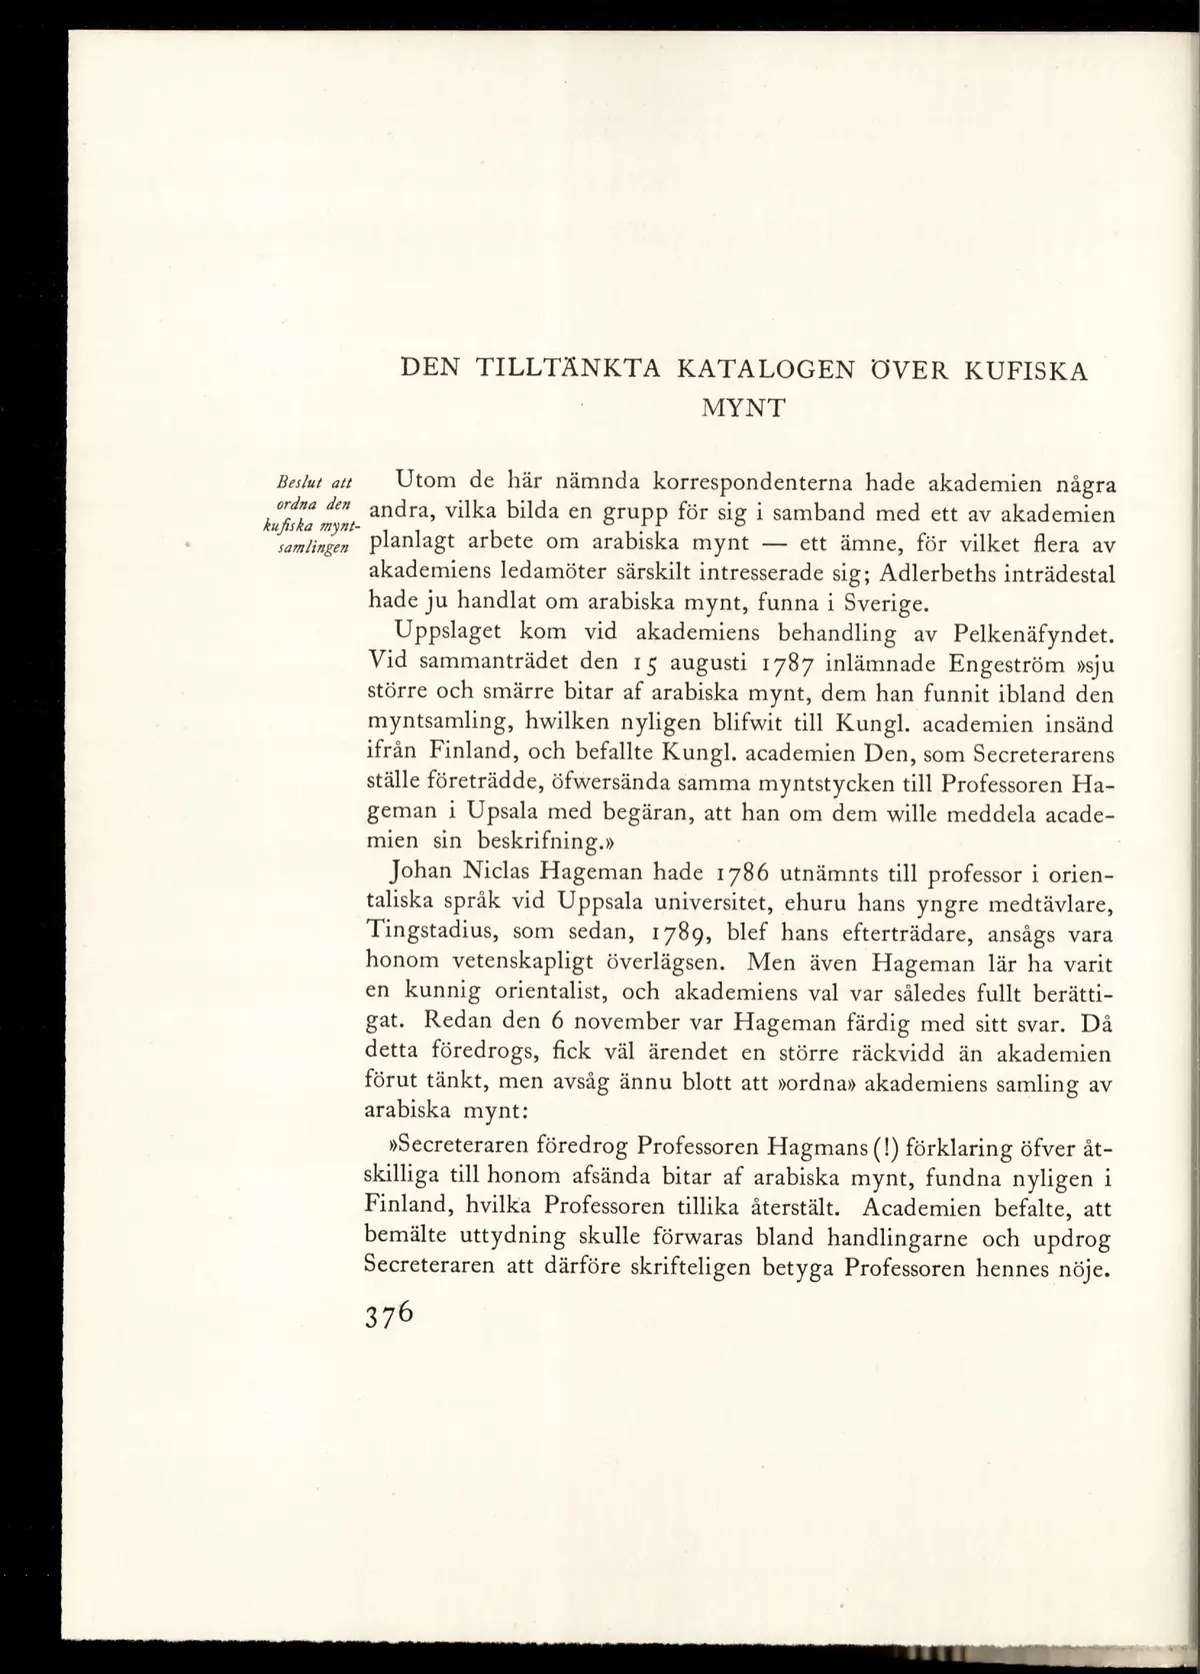 DEN TILLTÄNKTA KATALOGEN ÖVER KUFISKA
MYNT
Beslut att
ordna den
kufiska mynt-
samlingen
Utom de här nämnda korrespondenterna hade akademien några
andra, vilka bilda en grupp för sig i samband med ett av akademien
planlagt arbete om arabiska mynt — ett ämne, för vilket flera av
akademiens ledamöter särskilt intresserade sig; Adlerbeths inträdestal
hade ju handlat om arabiska mynt, funna i Sverige.
Uppslaget kom vid akademiens behandling av Pelkenäfyndet.
Vid sammanträdet den 15 augusti 1787 inlämnade Engeström »sju
större och smärre bitar af arabiska mynt, dem han funnit ibland den
myntsamling, hwilken nyligen blifwit till Kungl. academien insänd
ifrån Finland, och befallte Kungl. academien Den, som Secreterarens
ställe företrädde, öfwersända samma myntstycken till Professoren Ha-
geman i Upsala med begäran, att han om dem wille meddela acade-
mien sin beskrifning.»
Johan Niclas Hageman hade 1786 utnämnts till professor i orien-
taliska språk vid Uppsala universitet, ehuru hans yngre medtävlare,
Tingstadius, som sedan, 1789, blef hans efterträdare, ansågs vara
honom vetenskapligt överlägsen. Men även Hageman lär ha varit
en kunnig orientalist, och akademiens val var således fullt berätti-
gat. Redan den 6 november var Hageman färdig med sitt svar. Då
detta föredrogs, fick väl ärendet en större räckvidd än akademien
förut tänkt, men avsåg ännu blott att »ordna» akademiens samling av
arabiska mynt:
»Secreteraren föredrog Professoren Hagmans (!) förklaring öfver åt-
skilliga till honom afsända bitar af arabiska mynt, fundna nyligen i
Finland, hvilka Professoren tillika återstält. Academien befalte, att
bemälte uttydning skulle förwaras bland handlingarne och updrog
Secreteraren att därföre skrifteligen betyga Professoren hennes nöje.
376